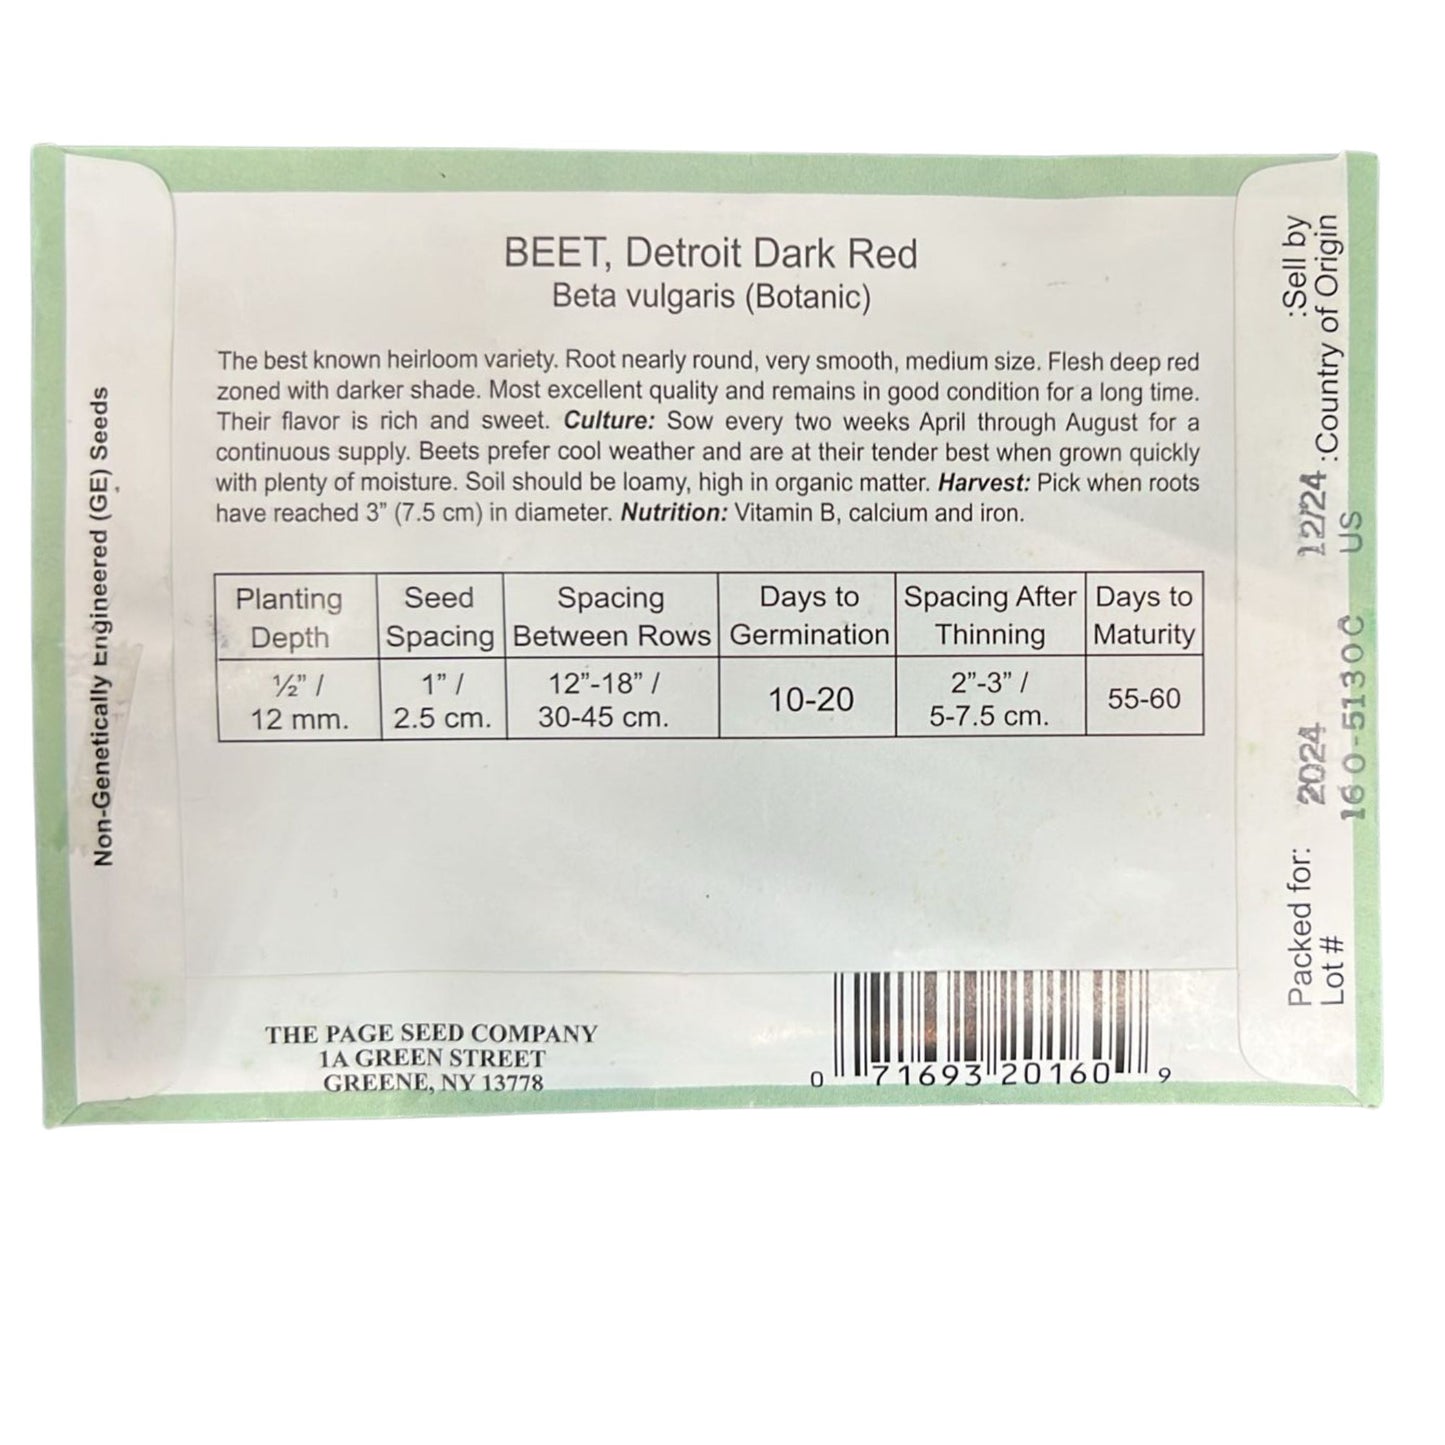 BEET, Detroit Dark Red
Beta vulgaris (Botanic)
The best known heirloom variety. Root nearly round, very smooth, medium size. Flesh deep red
zoned with darker shade. Most excellent quality and remains in good condition for a long time.
Their flavor is rich and sweet. Culture: Sow every two weeks April through August for a
continuous supply. Beets prefer cool weather and are at their tender best when grown quickly
with plenty of moisture. Soil should be loamy, high in organic matter. Harvest: Pick when roots
have reached 3" (7.5 cm) in diameter. Nutrition: Vitamin B, calcium and iron.
Planting Depth
Seed Spacing
Spacing Between Rows
Days to Germination
Spacing After Thinning
Days to Maturity
½" / 12 mm.
1" / 2.5 cm.
12"-18" / 30-45 cm.
10-20
2"-3" / 5-7.5 cm.
55-60
THE PAGE SEED COMPANY
1A GREEN STREET
GREENE, NY 13778
0 71693 20160 9
Non-Genetically Engineered (GE) Seeds
Packed for: 2024 12/24 :Sell by
Lot # 160-5130C US :Country of Origin